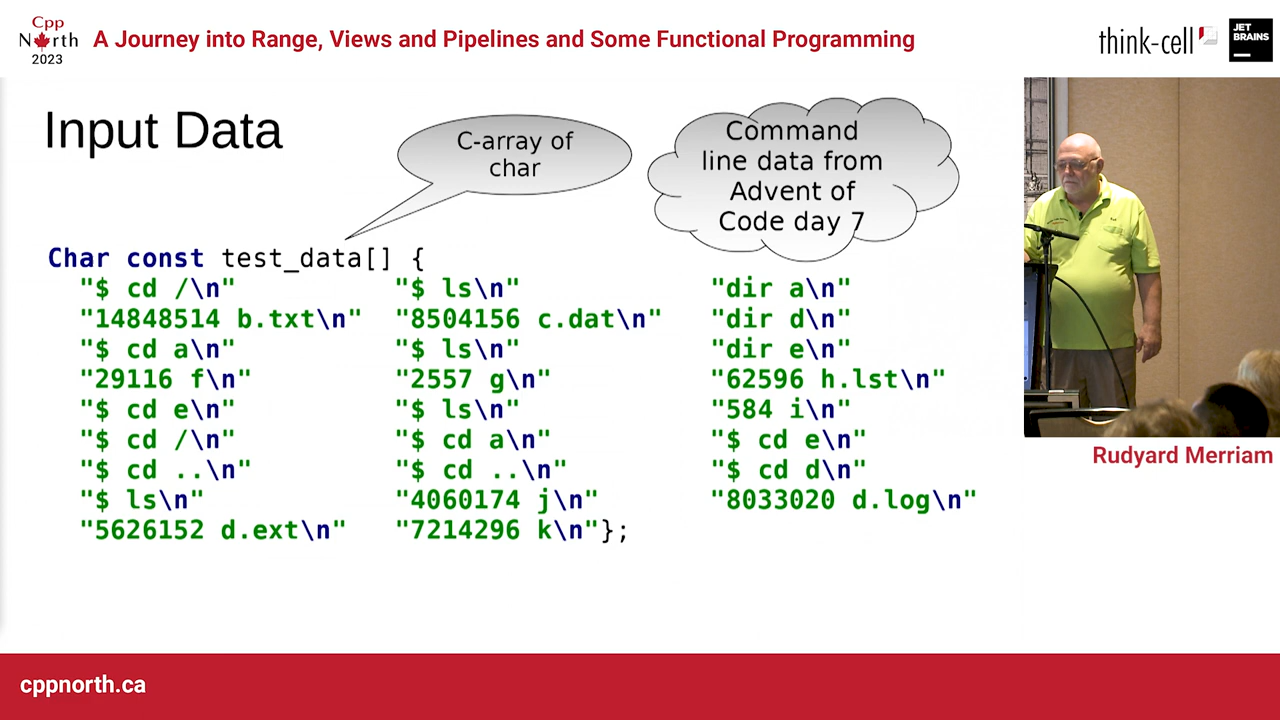 Cpp
North
2023
A Journey into Range, Views and Pipelines and Some Functional Programming
think-cell
JET
BRAINS
Input Data
C-array of
char
Command
line data from
Advent of
Code day 7
Char const test_data[] {
"$ cd /\n" "$ ls\n" "dir a\n"
"14848514 b.txt\n" "8504156 c.dat\n" "dir d\n"
"$ cd a\n" "$ ls\n" "dir e\n"
"29116 f\n" "2557 g\n" "62596 h.lst\n"
"$ cd e\n" "$ ls\n" "584 i\n"
"$ cd /\n" "$ cd a\n" "$ cd e\n"
"$ cd ..\n" "$ cd ..\n" "$ cd d\n"
"$ ls\n" "4060174 j\n" "8033020 d.log\n"
"5626152 d.ext\n" "7214296 k\n"};
Rudyard Merriam
cppnorth.ca